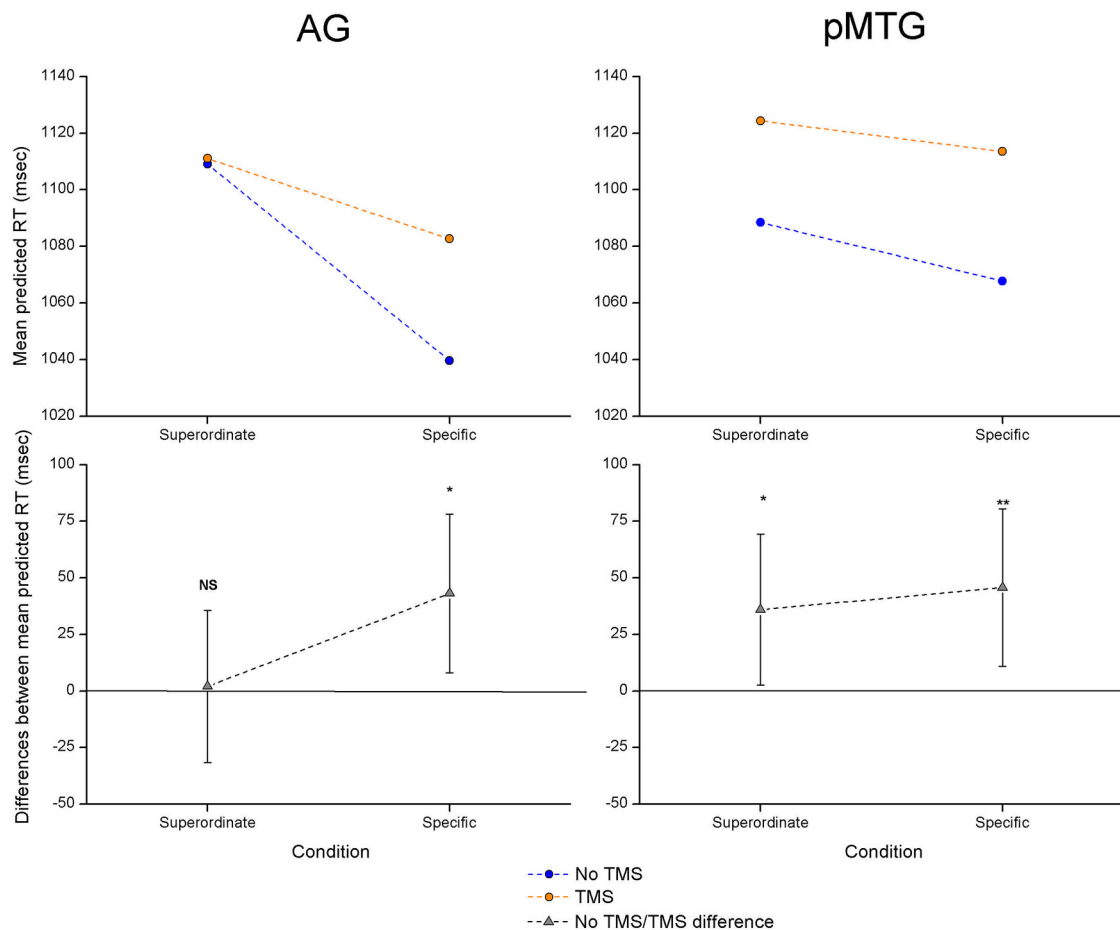 AG
pMTG
Mean predicted RT (msec)
1140
1120
1100
1080
1060
1040
1020
Superordinate
Specific
1140
1120
1100
1080
1060
1040
1020
Superordinate
Specific
Differences between mean predicted RT (msec)
100
75
50
25
0
-25
-50
NS
*
Superordinate
Specific
Condition
100
75
50
25
0
-25
-50
*
**
Superordinate
Specific
Condition
No TMS
TMS
No TMS/TMS difference